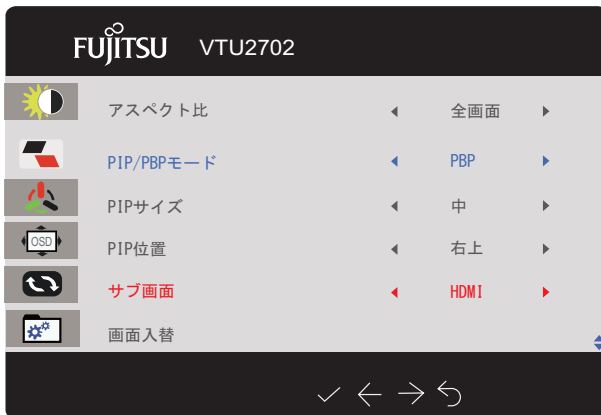 FUJITSU VTU2702
アスペクト比 全画面
PIP/PBPモード PBP
PIPサイズ 中
OSD PIP位置 右上
サブ画面 HDMI
画面入替